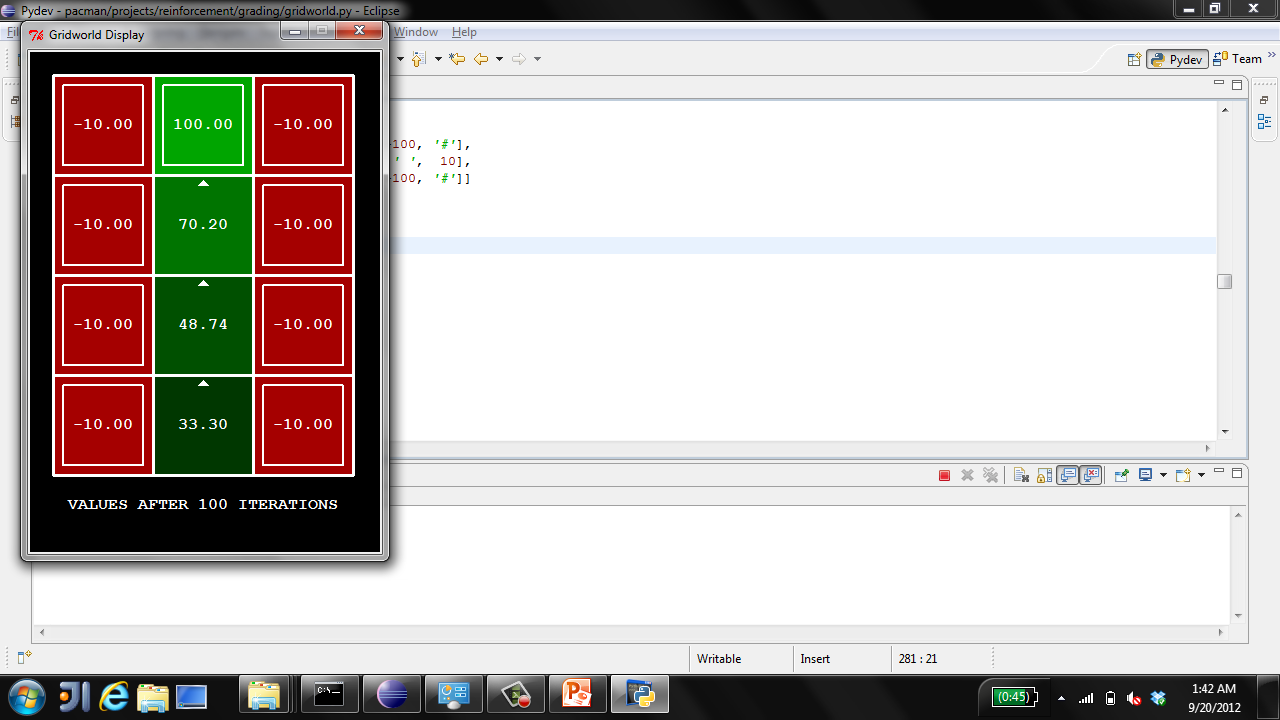 Pydev - pacman/projects/reinforcement/grading/gridworld.py - Eclipse
Gridworld Display
Window Help
Pydev Team
-10.00 100.00 -10.00
-10.00 70.20 -10.00
-10.00 48.74 -10.00
-10.00 33.30 -10.00
VALUES AFTER 100 ITERATIONS
100, '#'],
' ', 10],
100, '#']]
Writable Insert 281 : 21
(0:45)
1:42 AM
9/20/2012